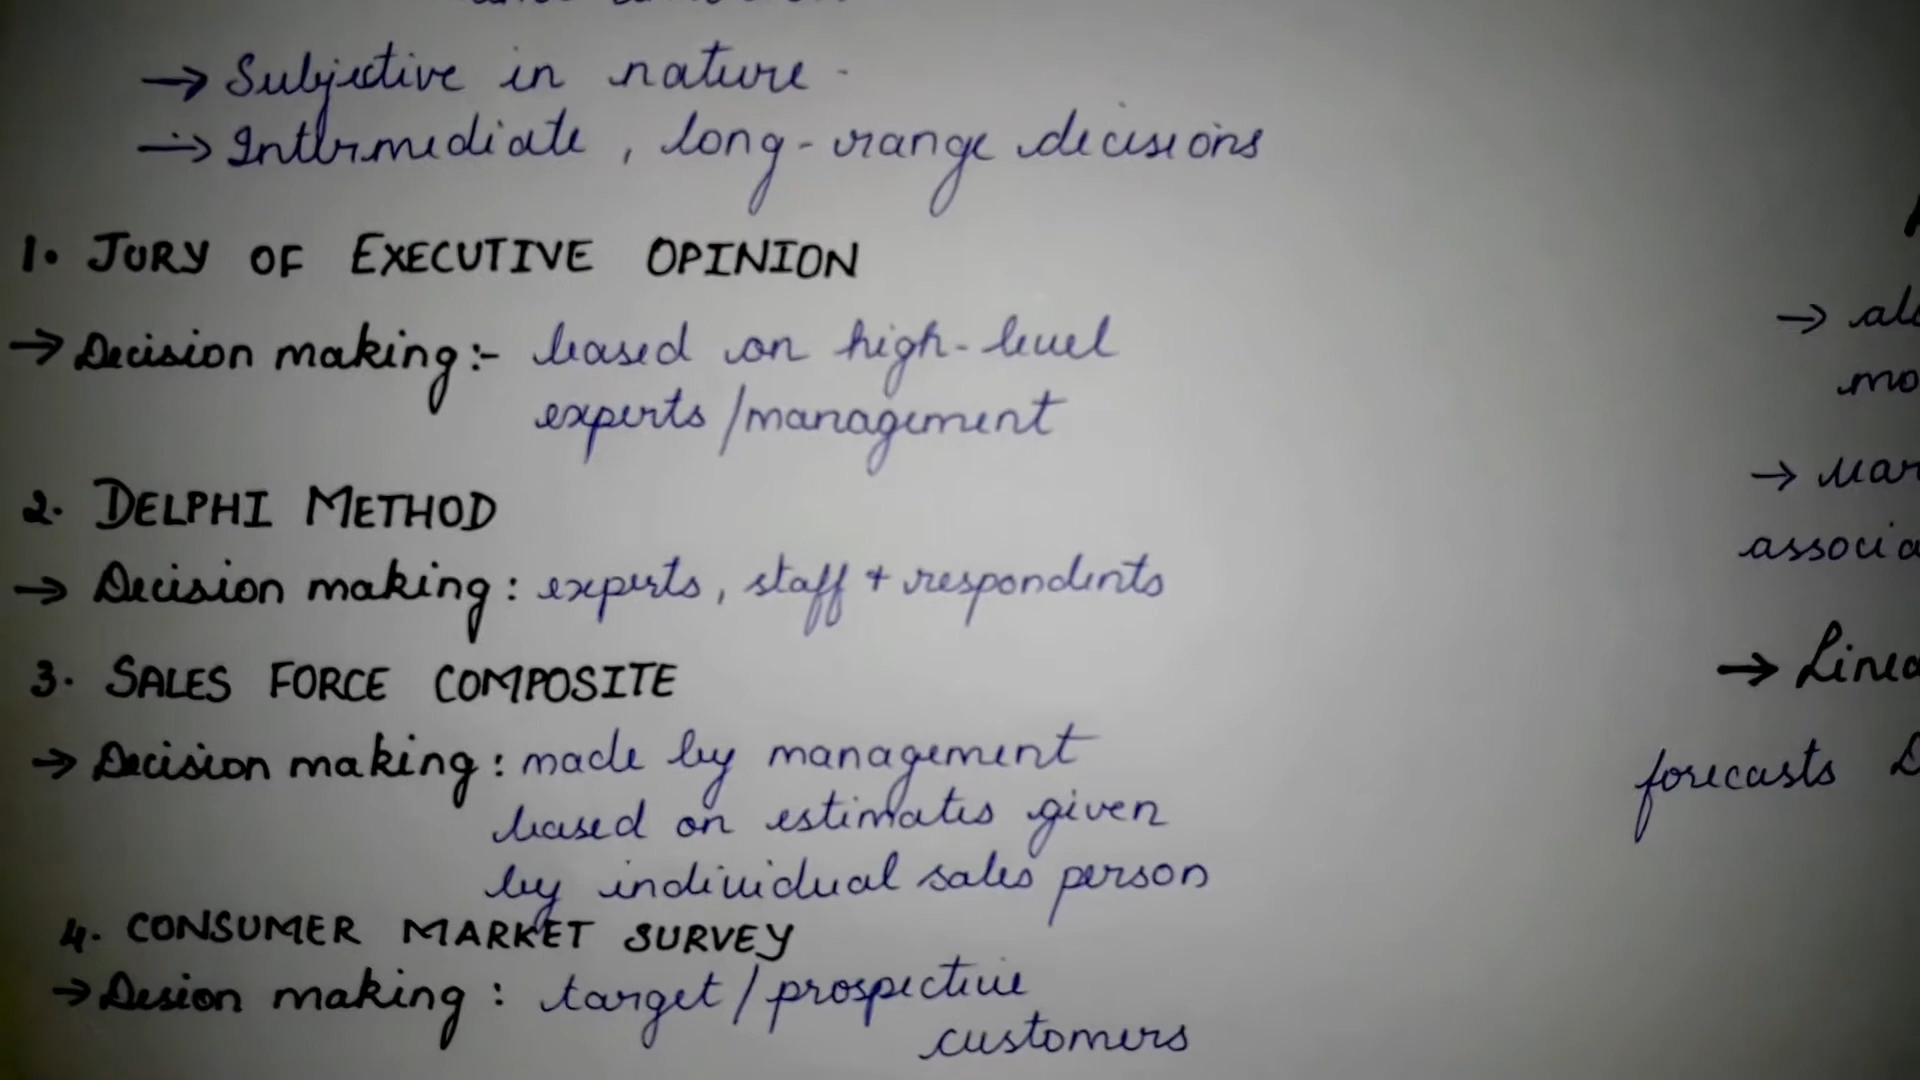 → Subjective in nature.
→ Intermediate, long-range decisions
1. JURY OF EXECUTIVE OPINION
→ Decision making:- based on high-level
experts/management
2. DELPHI METHOD
→ Decision making: experts, staff + respondents
3. SALES FORCE COMPOSITE
→ Decision making: made by management
based on estimates given
by individual sales person
4. CONSUMER MARKET SURVEY
→ Desion making: target/prospective
customers
→
→
→
forecasts